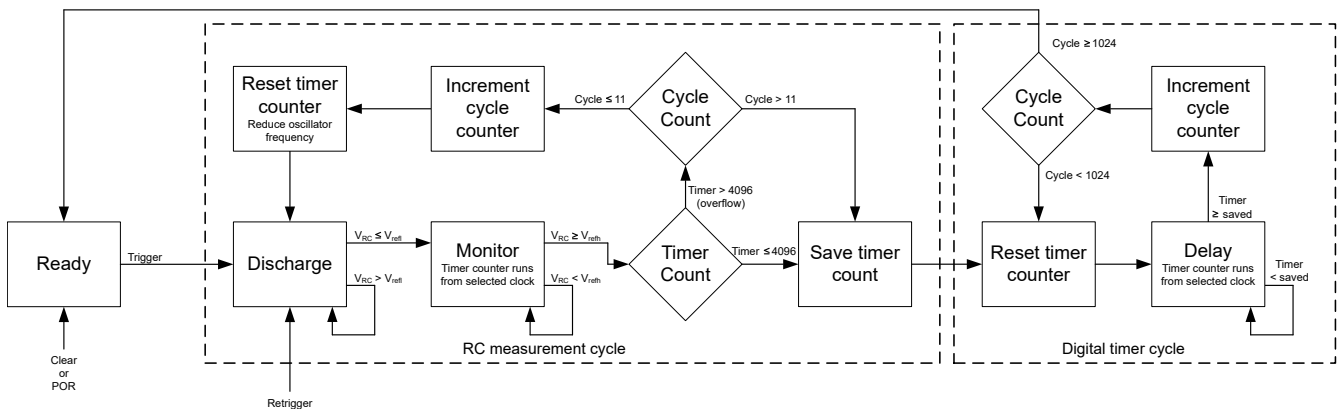 Cycle ≥ 1024
Reset timer
counter
Reduce oscillator
frequency
Increment
cycle
counter
Cycle ≤ 11
Cycle
Count
Cycle > 11
Cycle
Count
Increment
cycle
counter
Timer > 4096
(overflow)
Cycle < 1024
Timer
≥ saved
Ready
Trigger
Discharge
VRC ≤ Vrefl
VRC > Vrefl
Monitor
Timer counter runs
from selected clock
VRC ≥ Vrefh
VRC < Vrefh
Timer
Count
Timer ≤ 4096
Save timer
count
Reset timer
counter
Delay
Timer counter runs
from selected clock
Timer
< saved
RC measurement cycle
Digital timer cycle
Clear
or
POR
Retrigger